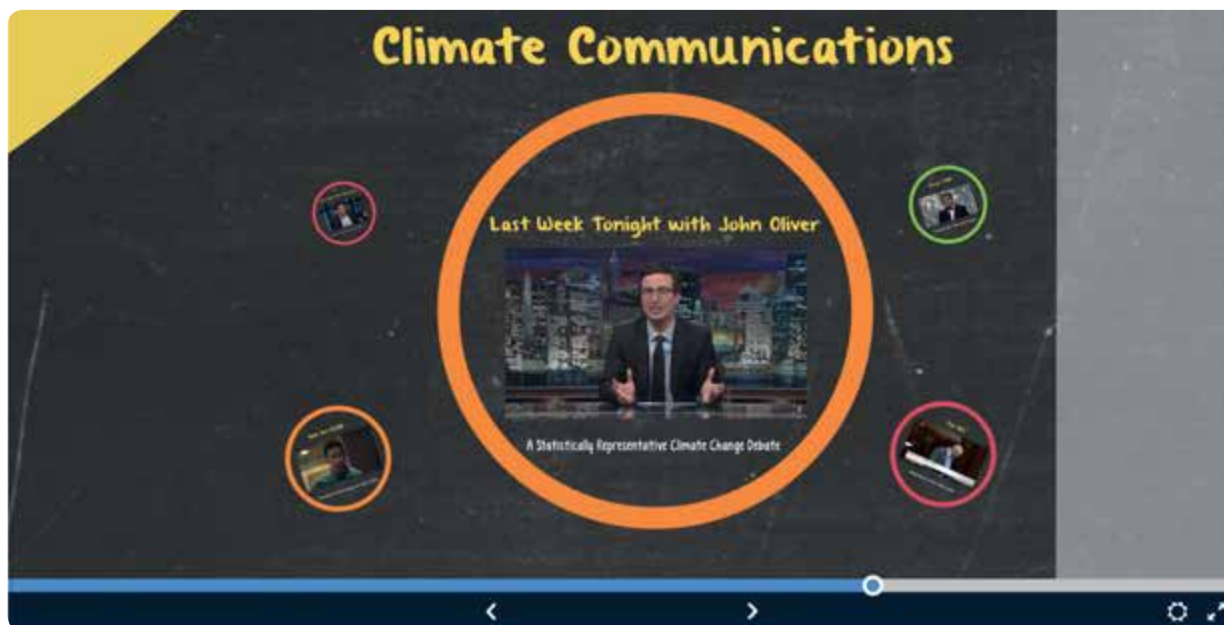 Climate Communications
Last Week Tonight with John Oliver
A Statistically Representative Climate Change Debate